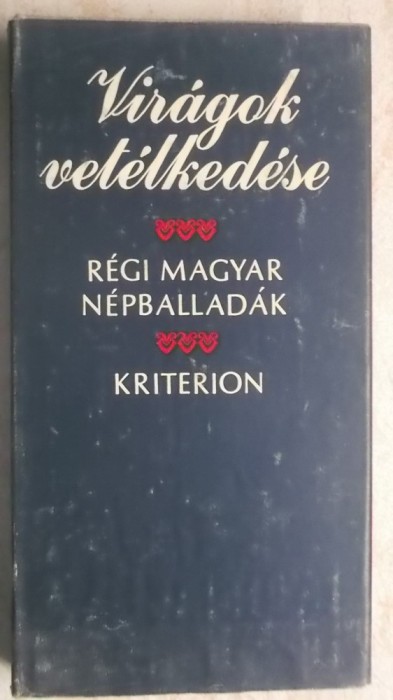 Virágok
vetélkedése
RÉGI MAGYAR
NÉPBALLADÁK
KRITERION